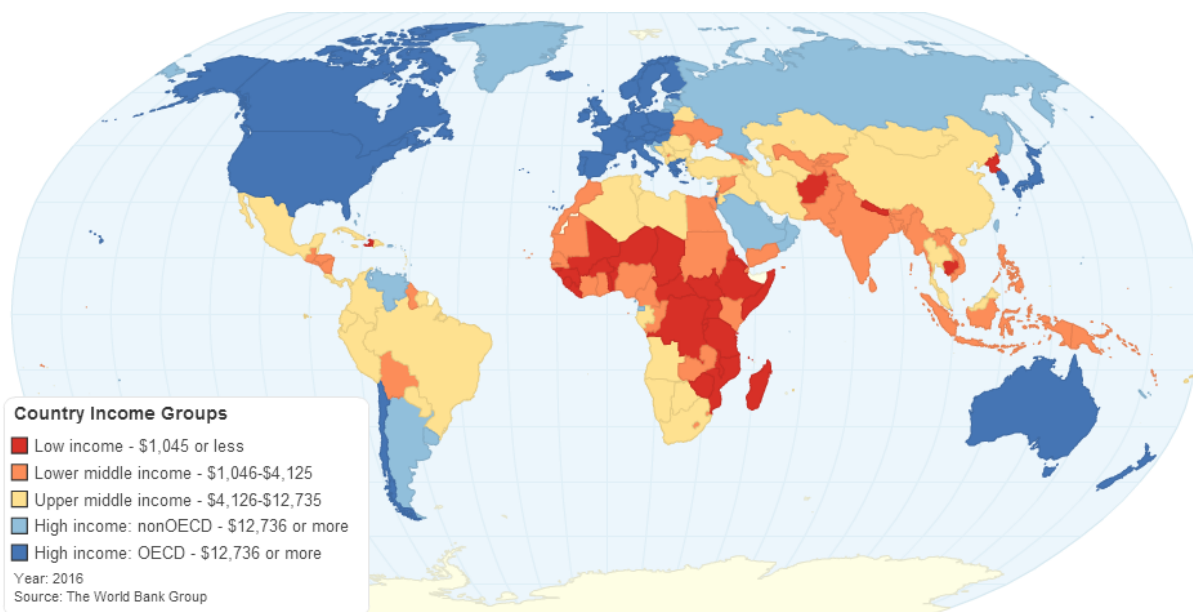 Country Income Groups
Low income - $1,045 or less
Lower middle income - $1,046-$4,125
Upper middle income - $4,126-$12,735
High income: nonOECD - $12,736 or more
High income: OECD - $12,736 or more
Year: 2016
Source: The World Bank Group